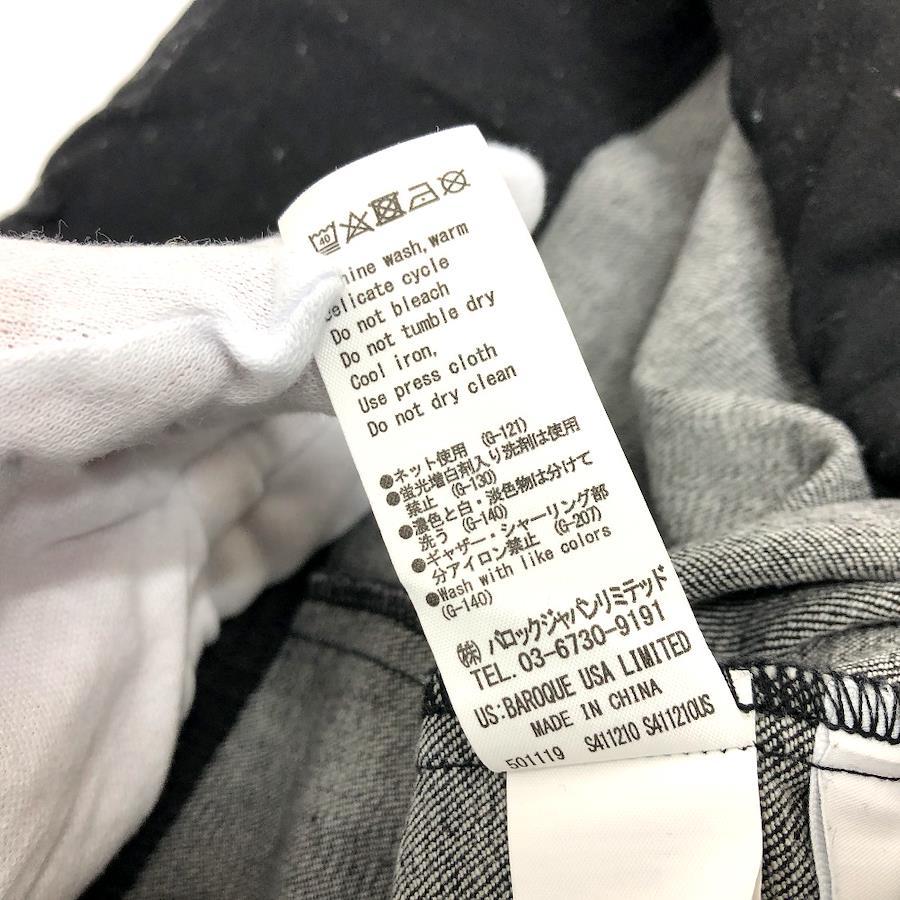 40
wash, warm
cycle
Do not bleach
Do not tumble dry
Cool iron,
Use press cloth
Do not dry clean
●ネット使用 (G-121)
●蛍光増白剤入り洗剤は使用
禁止 (G-130)
●濃色と白・淡色物は分けて
洗う (G-140)
●ギャザー・シャーリング部
分アイロン禁止 (G-207)
●Wash with like colors
(G-140)
㈱ バロックジャパンリミテッド
TEL. 03-6730-9191
US:BAROQUE USA LIMITED
MADE IN CHINA
501119 S411210 S411210US